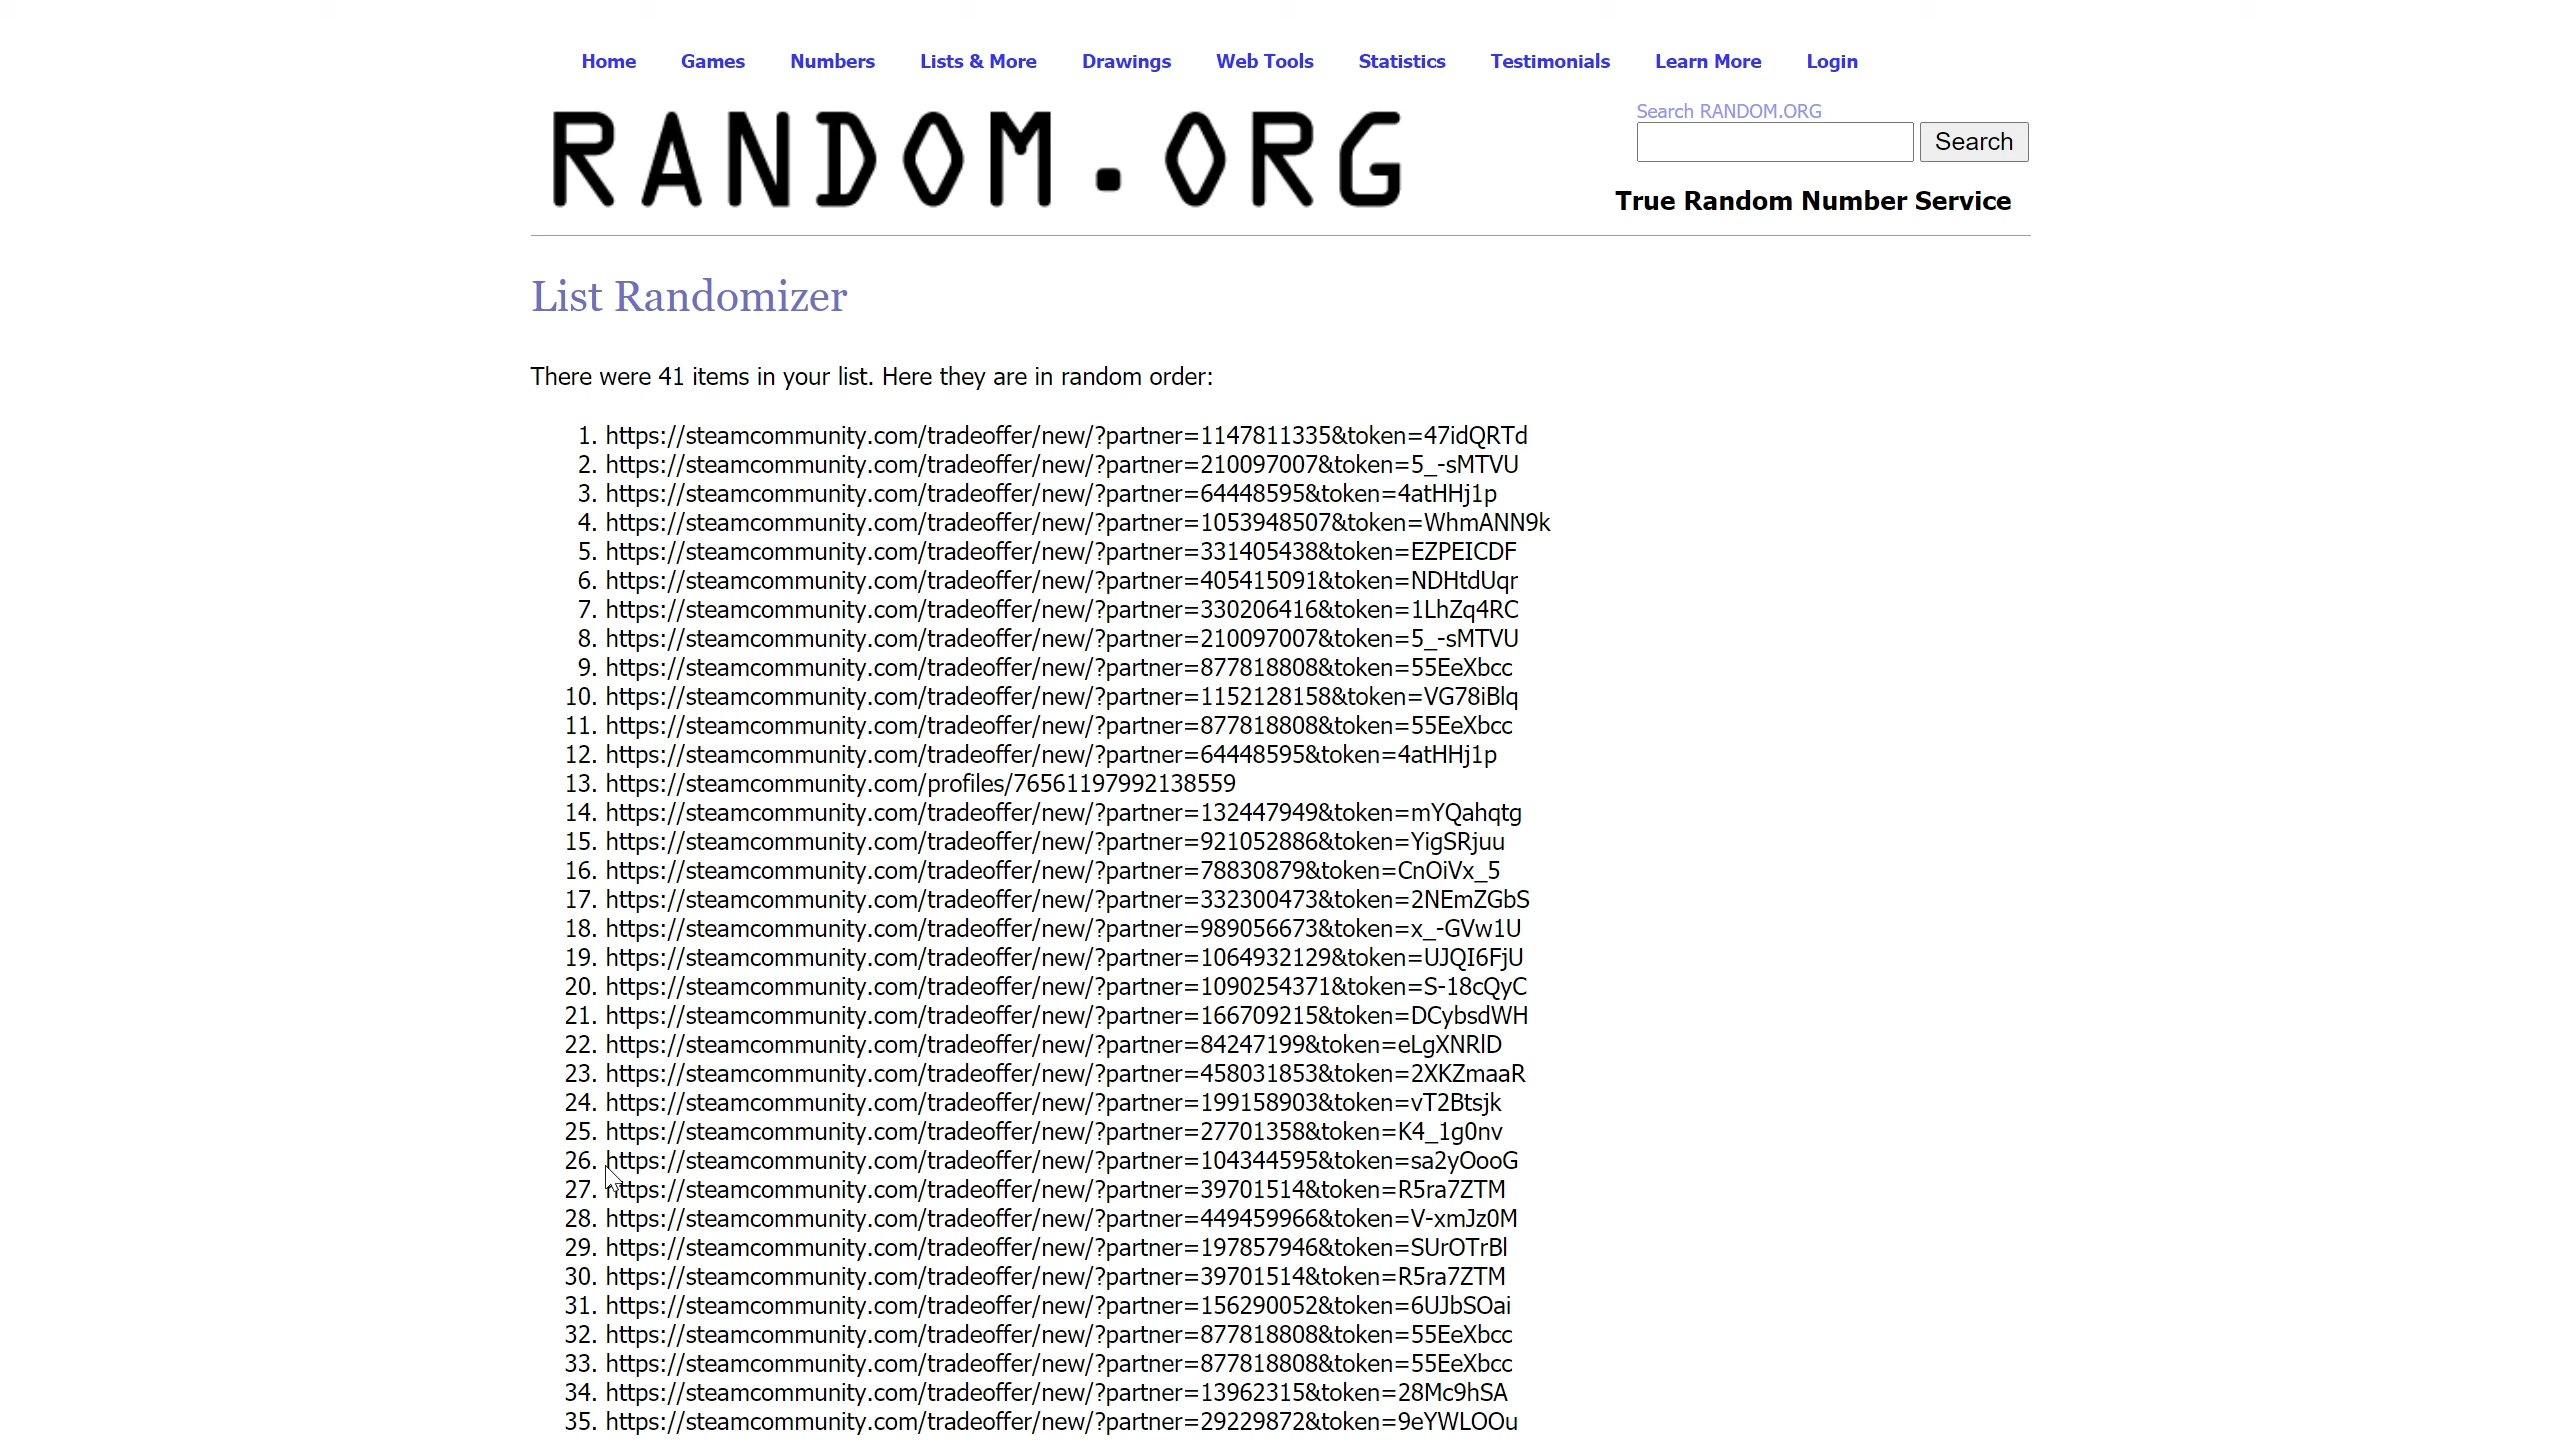 Home Games Numbers Lists & More Drawings Web Tools Statistics Testimonials Learn More Login
RANDOM.ORG
Search RANDOM.ORG
Search
True Random Number Service
List Randomizer
There were 41 items in your list. Here they are in random order:
1. https://steamcommunity.com/tradeoffer/new/?partner=1147811335&token=47idQRTd
2. https://steamcommunity.com/tradeoffer/new/?partner=210097007&token=5_-sMTVU
3. https://steamcommunity.com/tradeoffer/new/?partner=64448595&token=4atHHj1p
4. https://steamcommunity.com/tradeoffer/new/?partner=1053948507&token=WhmANN9k
5. https://steamcommunity.com/tradeoffer/new/?partner=331405438&token=EZPEICDF
6. https://steamcommunity.com/tradeoffer/new/?partner=405415091&token=NDHtdUqr
7. https://steamcommunity.com/tradeoffer/new/?partner=330206416&token=1LhZq4RC
8. https://steamcommunity.com/tradeoffer/new/?partner=210097007&token=5_-sMTVU
9. https://steamcommunity.com/tradeoffer/new/?partner=877818808&token=55EeXbcc
10. https://steamcommunity.com/tradeoffer/new/?partner=1152128158&token=VG78iBlq
11. https://steamcommunity.com/tradeoffer/new/?partner=877818808&token=55EeXbcc
12. https://steamcommunity.com/tradeoffer/new/?partner=64448595&token=4atHHj1p
13. https://steamcommunity.com/profiles/76561197992138559
14. https://steamcommunity.com/tradeoffer/new/?partner=132447949&token=mYQahqtg
15. https://steamcommunity.com/tradeoffer/new/?partner=921052886&token=YigSRjuu
16. https://steamcommunity.com/tradeoffer/new/?partner=78830879&token=CnOiVx_5
17. https://steamcommunity.com/tradeoffer/new/?partner=332300473&token=2NEmZGbS
18. https://steamcommunity.com/tradeoffer/new/?partner=989056673&token=x_-GVw1U
19. https://steamcommunity.com/tradeoffer/new/?partner=1064932129&token=UJQI6FjU
20. https://steamcommunity.com/tradeoffer/new/?partner=1090254371&token=S-18cQyC
21. https://steamcommunity.com/tradeoffer/new/?partner=166709215&token=DCybsdWH
22. https://steamcommunity.com/tradeoffer/new/?partner=84247199&token=eLgXNRlD
23. https://steamcommunity.com/tradeoffer/new/?partner=458031853&token=2XKZmaaR
24. https://steamcommunity.com/tradeoffer/new/?partner=199158903&token=vT2Btsjk
25. https://steamcommunity.com/tradeoffer/new/?partner=27701358&token=K4_1g0nv
26. https://steamcommunity.com/tradeoffer/new/?partner=104344595&token=sa2yOooG
27. https://steamcommunity.com/tradeoffer/new/?partner=39701514&token=R5ra7ZTM
28. https://steamcommunity.com/tradeoffer/new/?partner=449459966&token=V-xmJz0M
29. https://steamcommunity.com/tradeoffer/new/?partner=197857946&token=SUrOTrBl
30. https://steamcommunity.com/tradeoffer/new/?partner=39701514&token=R5ra7ZTM
31. https://steamcommunity.com/tradeoffer/new/?partner=156290052&token=6UJbSOai
32. https://steamcommunity.com/tradeoffer/new/?partner=877818808&token=55EeXbcc
33. https://steamcommunity.com/tradeoffer/new/?partner=877818808&token=55EeXbcc
34. https://steamcommunity.com/tradeoffer/new/?partner=13962315&token=28Mc9hSA
35. https://steamcommunity.com/tradeoffer/new/?partner=29229872&token=9eYWLOOu